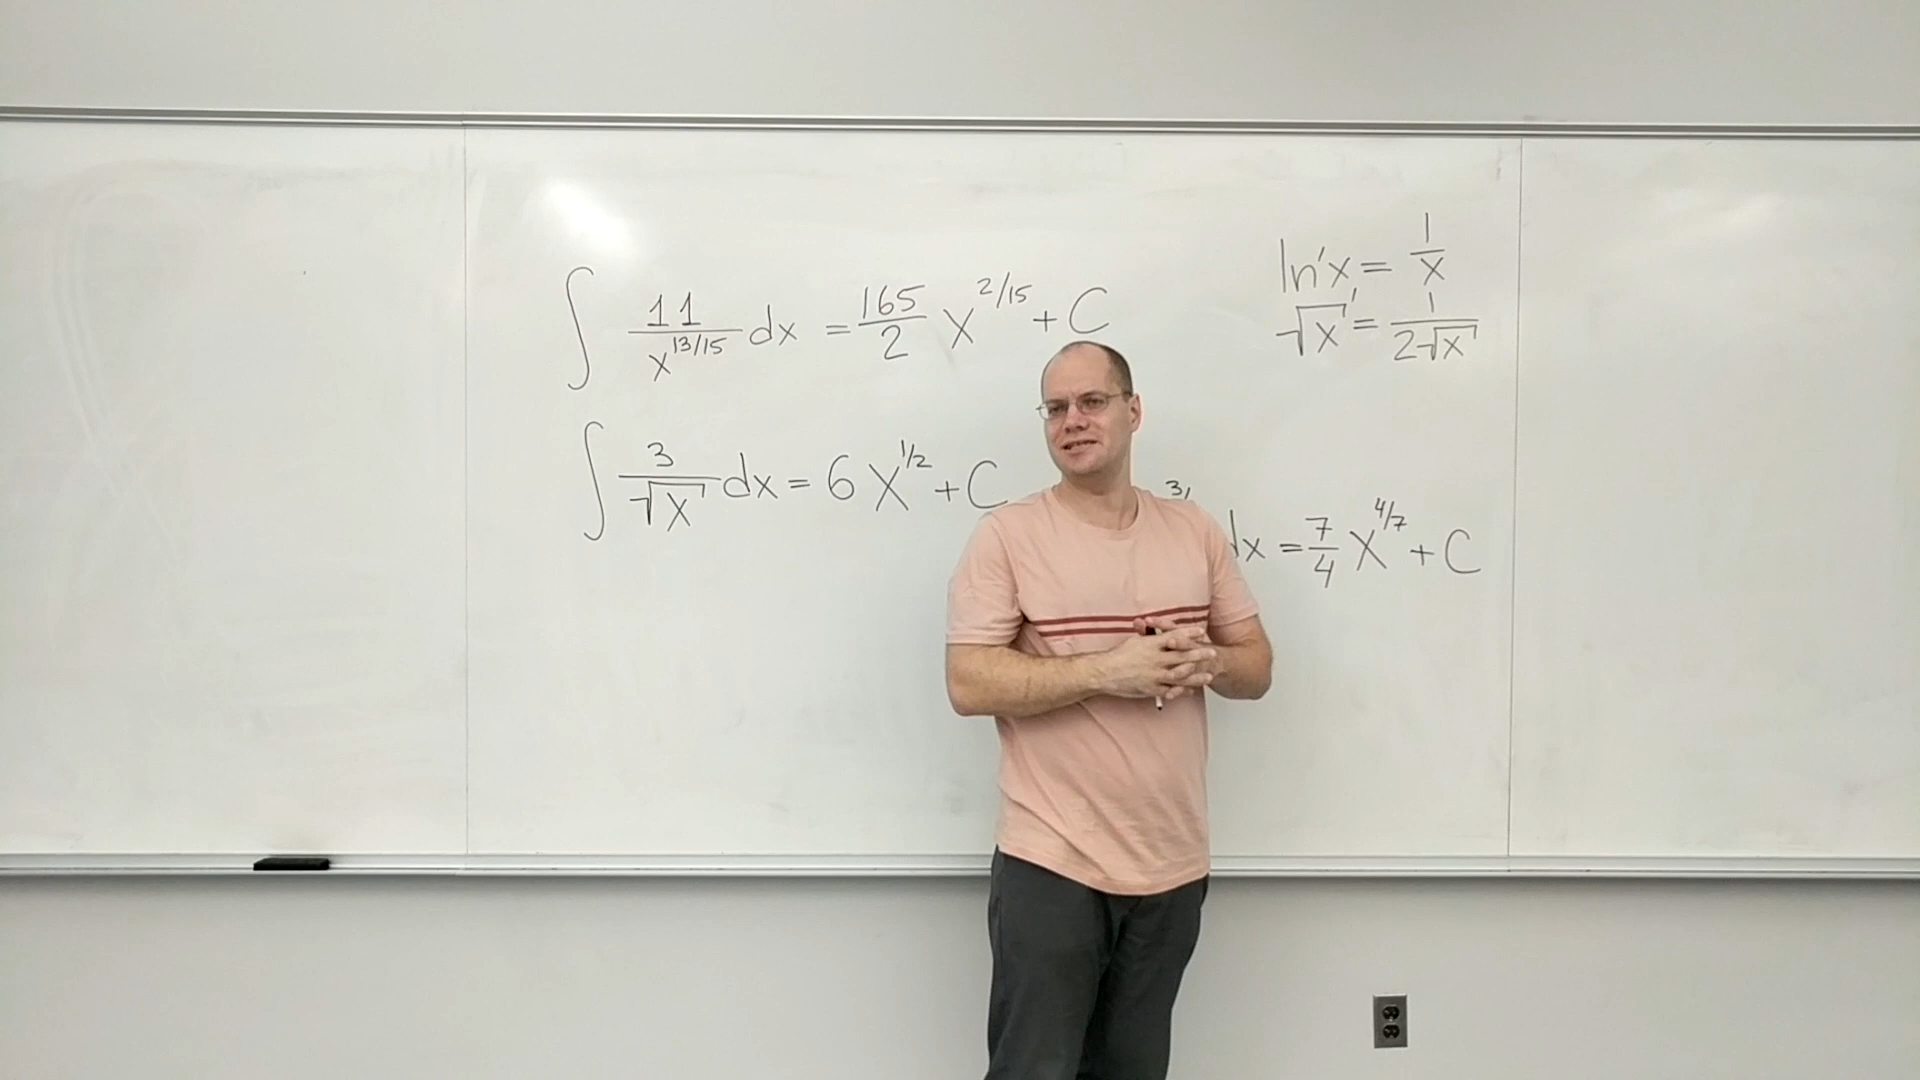 ∫ 11/x^{13/15} dx = 165/2 x^{2/15} + C
∫ 3/√x dx = 6 x^{1/2} + C
ln'x = 1/x
√x' = 1/(2√x)
3/
dx = 7/4 x^{4/7} + C